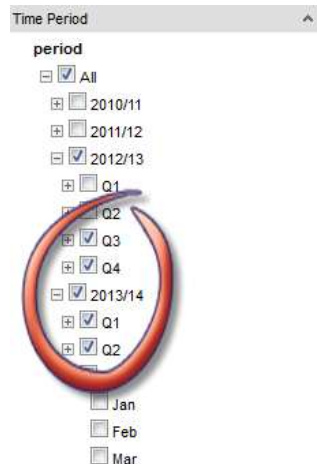 Time Period
period
All
2010/11
2011/12
2012/13
Q1
Q2
Q3
Q4
2013/14
Q1
Q2
Jan
Feb
Mar